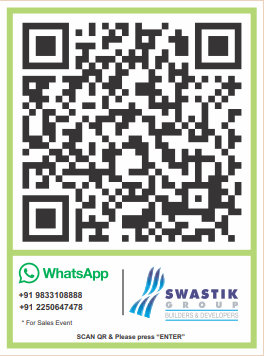 WhatsApp
+91 9833108888
+91 2250647478
* For Sales Event
SWASTIK
GROUP
BUILDERS & DEVELOPERS
SCAN QR & Please press "ENTER"